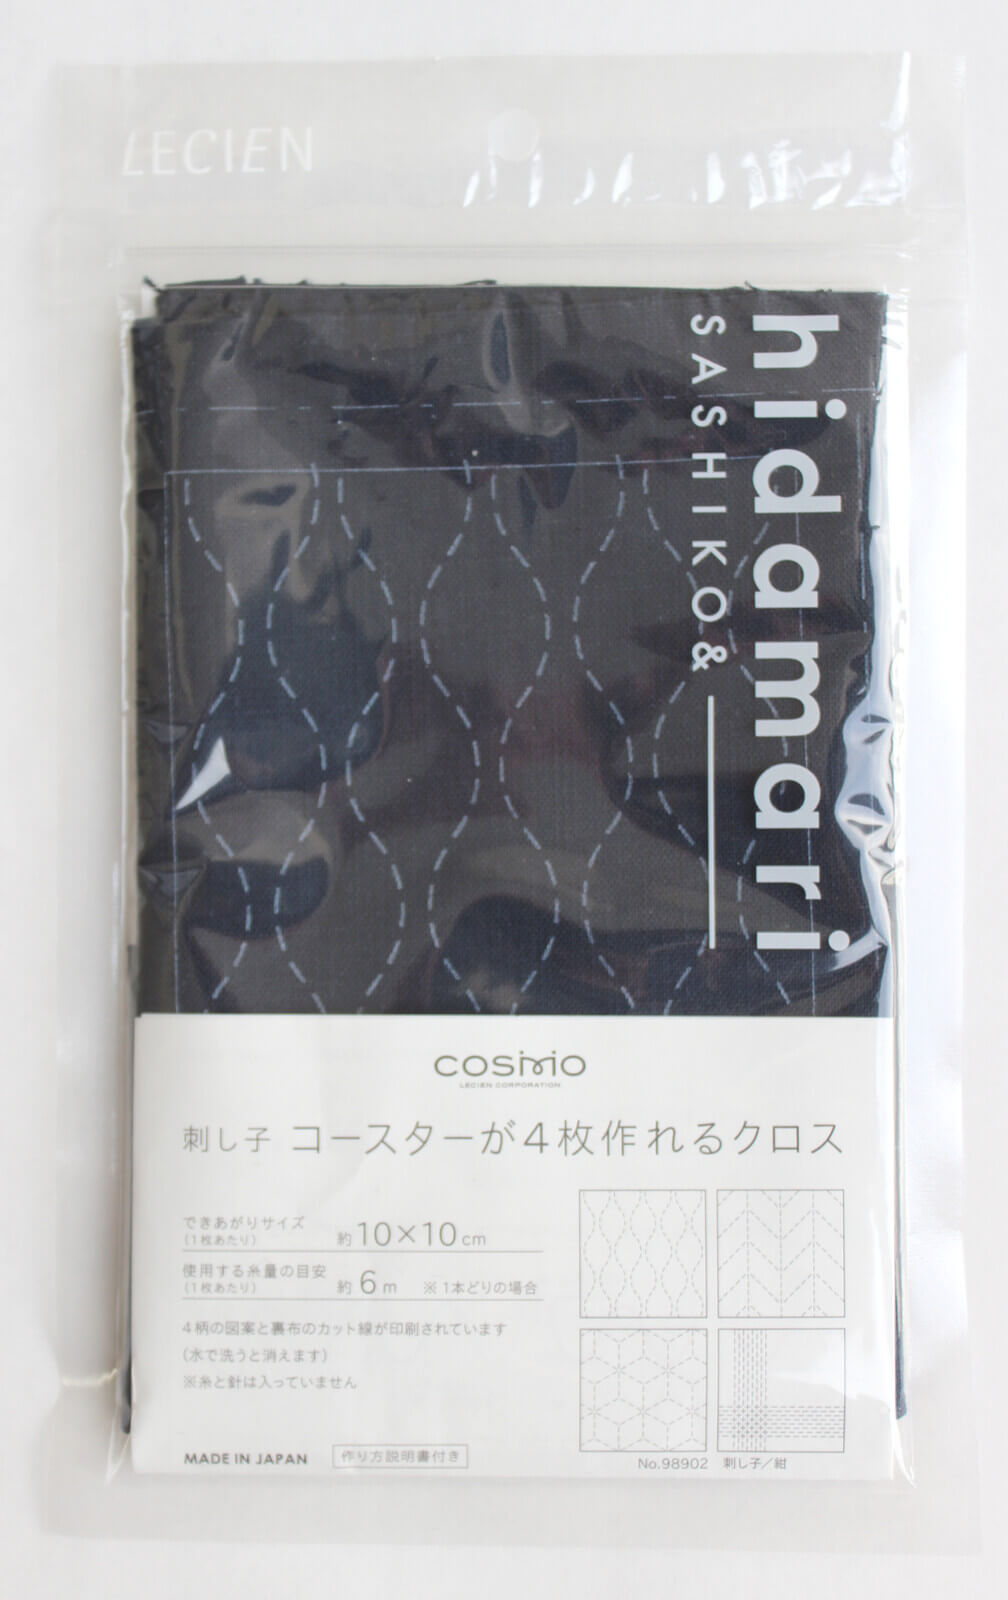 LECIEN
hidamari
SASHIKO&
COSMO
LECIEN CORPORATION
刺し子 コースターが4枚作れるクロス
できあがりサイズ
(1枚あたり)
約10×10cm
使用する糸量の目安
(1枚あたり)
約6m ※1本どりの場合
4柄の図案と裏布のカット線が印刷されています
(水で洗うと消えます)
※糸と針は入っていません
MADE IN JAPAN 作り方説明書付き
No.98902 刺し子／紺